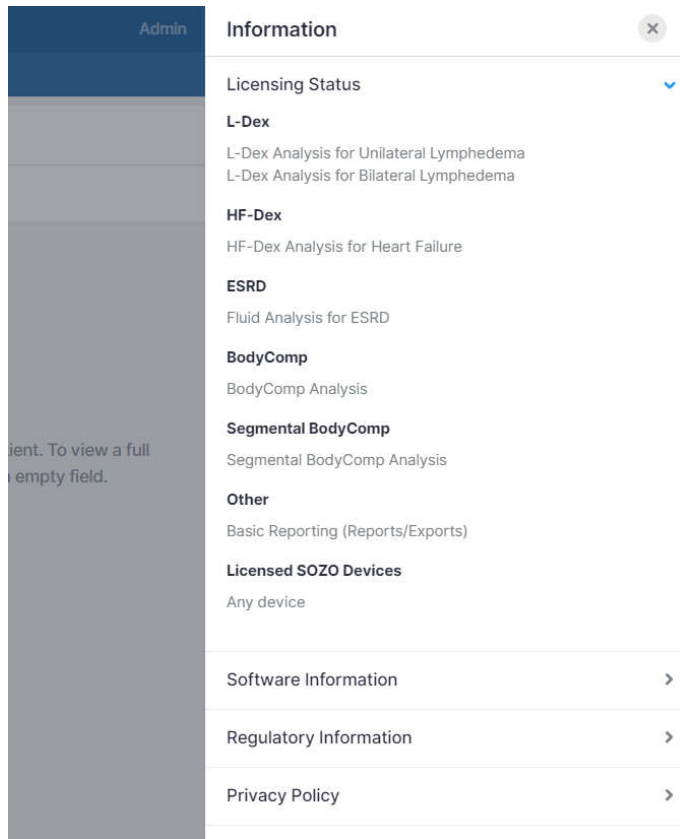 Admin
Information
Licensing Status
L-Dex
L-Dex Analysis for Unilateral Lymphedema
L-Dex Analysis for Bilateral Lymphedema
HF-Dex
HF-Dex Analysis for Heart Failure
ESRD
Fluid Analysis for ESRD
BodyComp
BodyComp Analysis
Segmental BodyComp
ient. To view a full
Segmental BodyComp Analysis
empty field.
Other
Basic Reporting (Reports/Exports)
Licensed SOZO Devices
Any device
Software Information
Regulatory Information
Privacy Policy